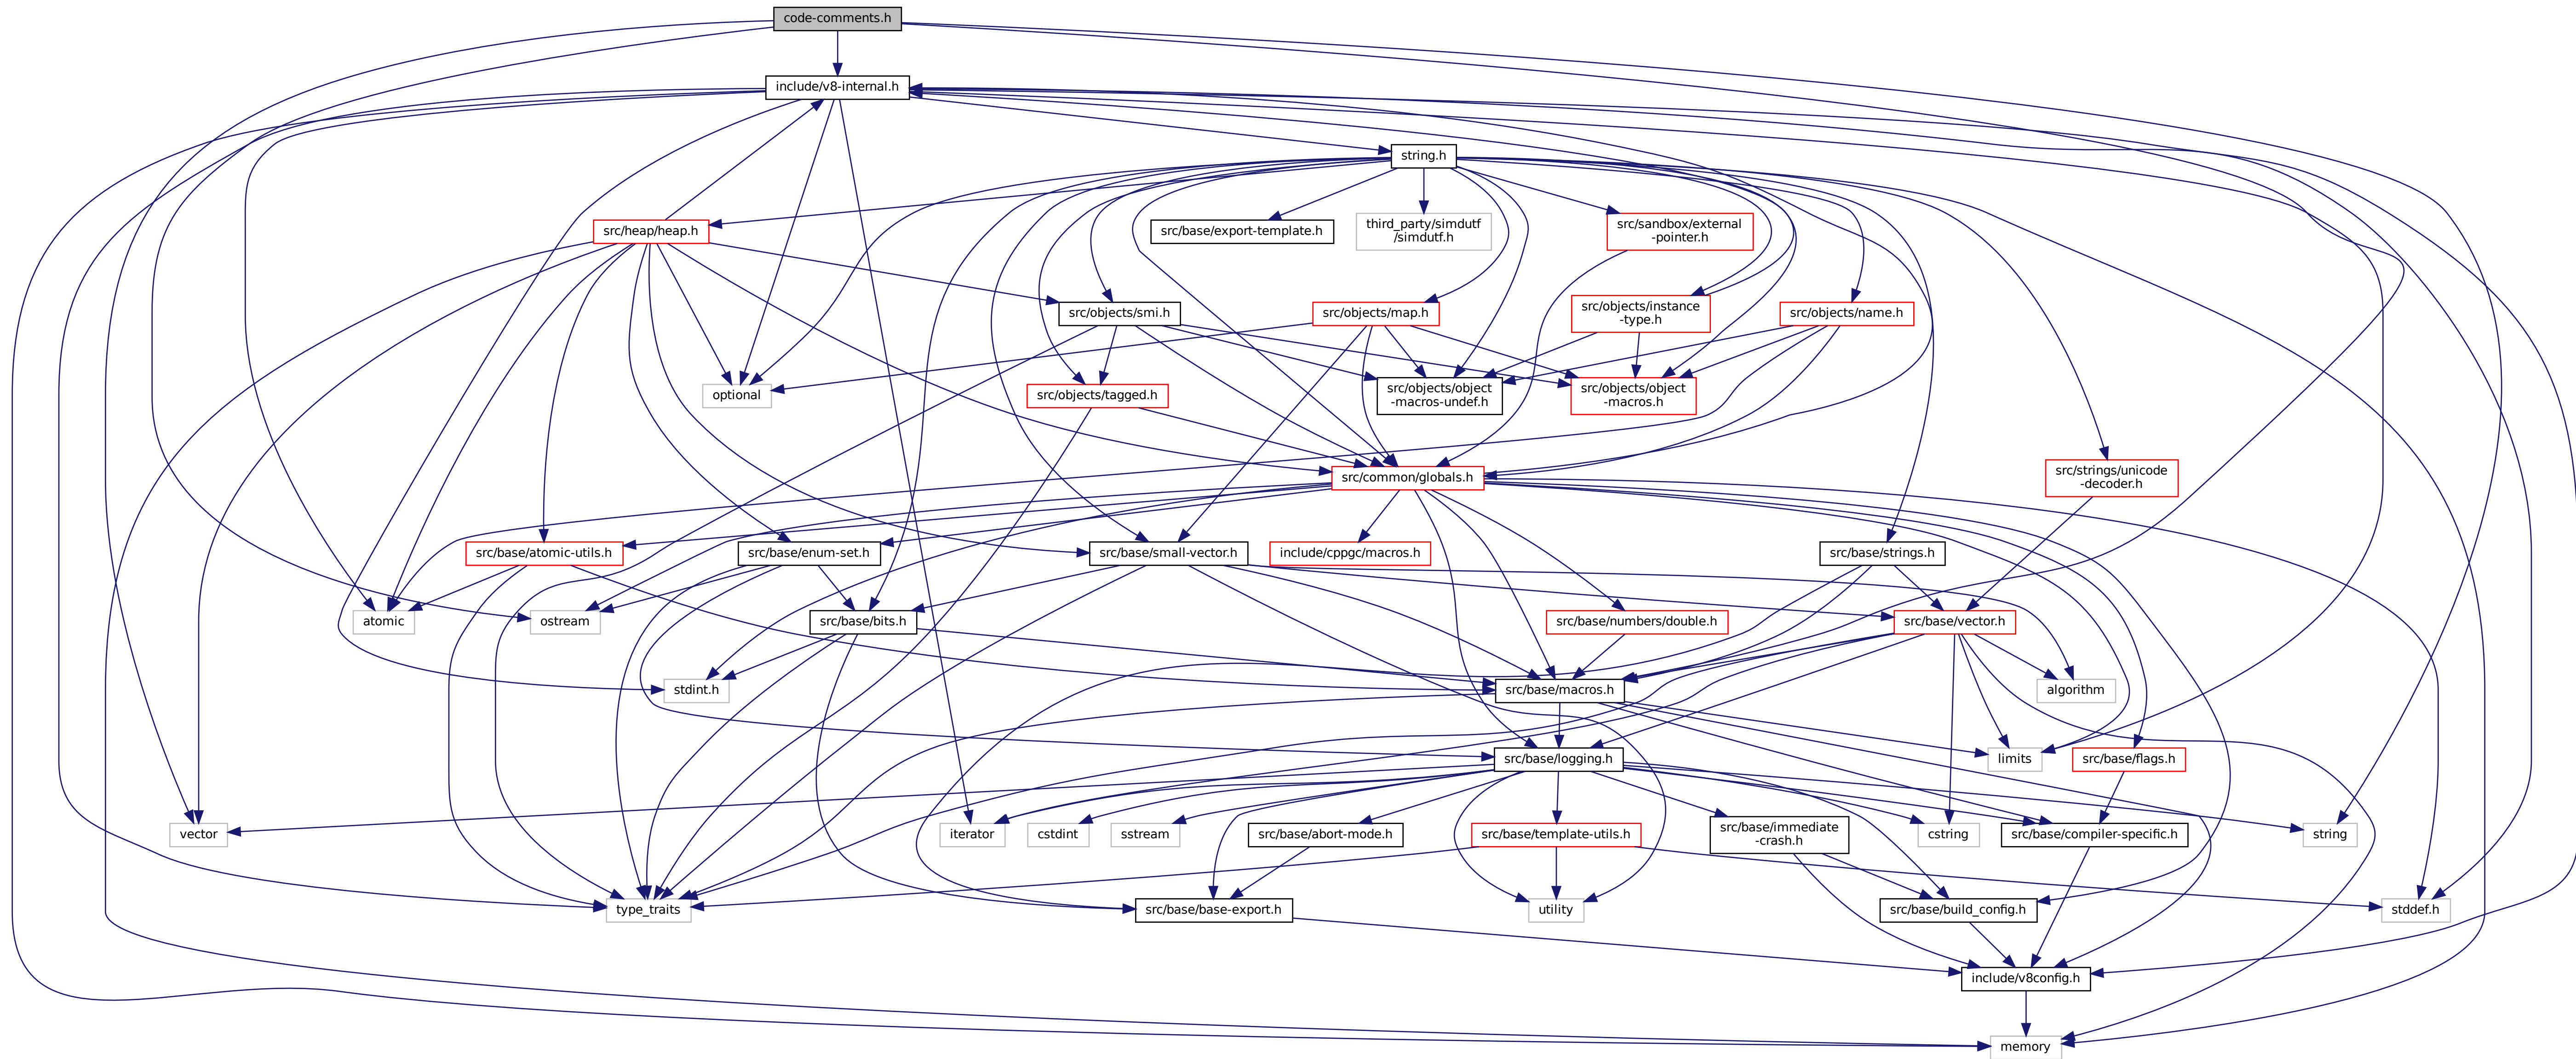 code-comments.h
include/v8-internal.h
string.h
src/heap/heap.h
src/base/export-template.h
third_party/simdutf
/simdutf.h
src/sandbox/external
-pointer.h
src/objects/smi.h
src/objects/map.h
src/objects/instance
-type.h
src/objects/name.h
optional
src/objects/tagged.h
src/objects/object
-macros-undef.h
src/objects/object
-macros.h
src/common/globals.h
src/strings/unicode
-decoder.h
src/base/atomic-utils.h
src/base/enum-set.h
src/base/small-vector.h
include/cppgc/macros.h
src/base/strings.h
atomic
ostream
src/base/bits.h
src/base/numbers/double.h
src/base/vector.h
stdint.h
src/base/macros.h
algorithm
src/base/logging.h
limits
src/base/flags.h
vector
iterator
cstdint
sstream
src/base/abort-mode.h
src/base/template-utils.h
src/base/immediate
-crash.h
cstring
src/base/compiler-specific.h
string
type_traits
src/base/base-export.h
utility
src/base/build_config.h
stddef.h
include/v8config.h
memory